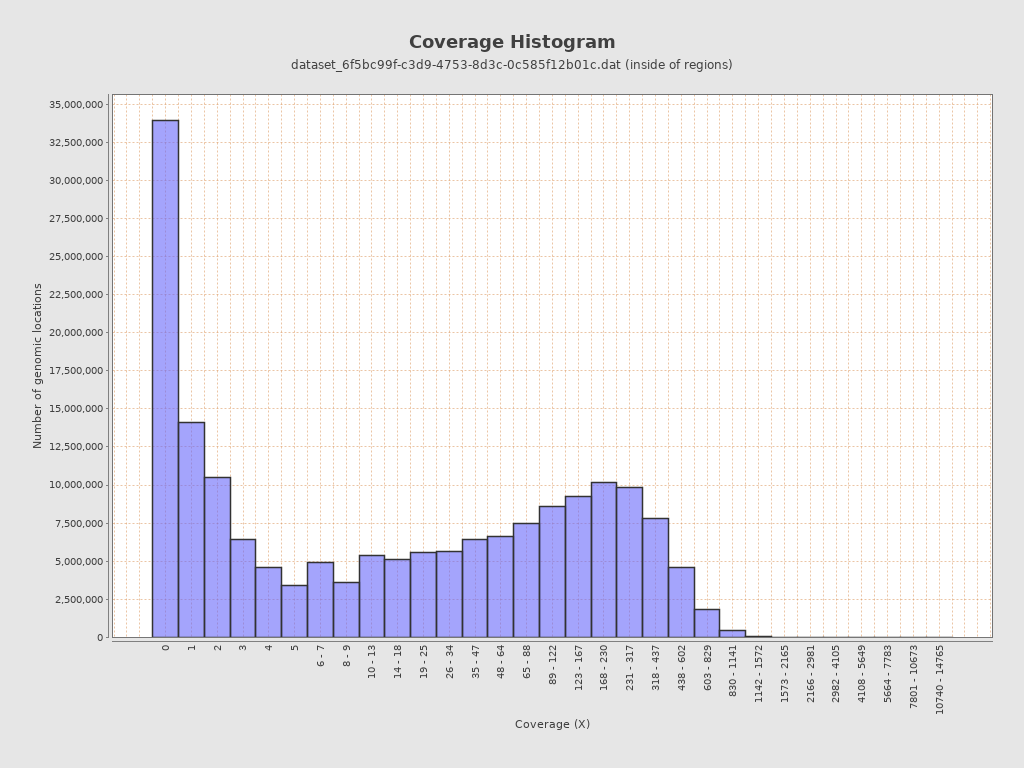 Coverage Histogram
dataset_6f5bc99f-c3d9-4753-8d3c-0c585f12b01c.dat (inside of regions)
35,000,000
32,500,000
30,000,000
27,500,000
25,000,000
22,500,000
20,000,000
17,500,000
15,000,000
12,500,000
10,000,000
7,500,000
5,000,000
2,500,000
0
Number of genomic locations
0
1
2
3
4
5
6 - 7
8 - 9
10 - 13
14 - 18
19 - 25
26 - 34
35 - 47
48 - 64
65 - 88
89 - 122
123 - 167
168 - 230
231 - 317
318 - 437
438 - 602
603 - 829
830 - 1141
1142 - 1572
1573 - 2165
2166 - 2981
2982 - 4105
4108 - 5649
5664 - 7783
7801 - 10673
10740 - 14765
Coverage (X)